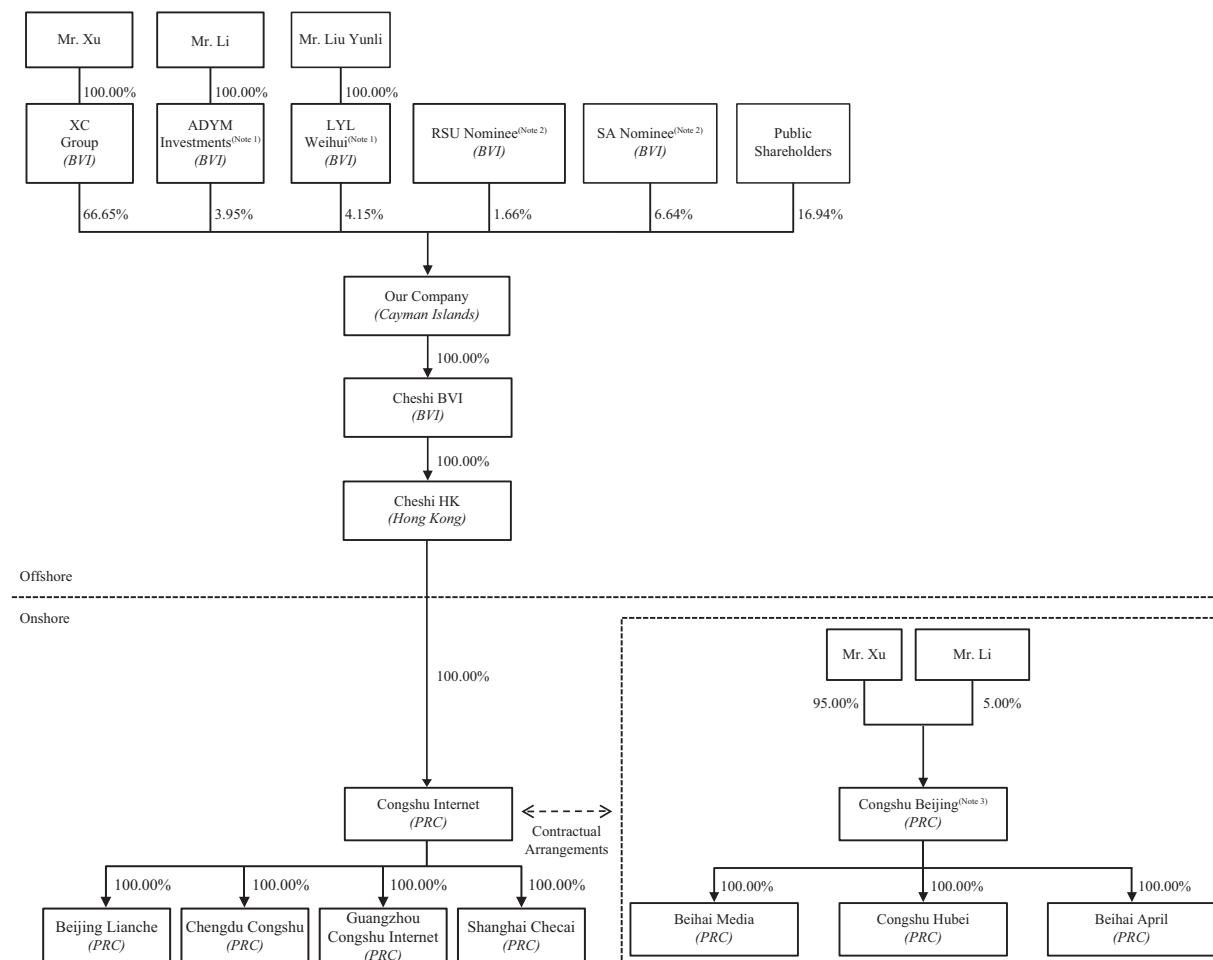 Mr. Xu
Mr. Li
Mr. Liu Yunli
100.00%
100.00%
100.00%
XC
Group
(BVI)
ADYM
Investments(Note 1)
(BVI)
LYL
Weihui(Note 1)
(BVI)
RSU Nominee(Note 2)
(BVI)
SA Nominee(Note 2)
(BVI)
Public
Shareholders
66.65%
3.95%
4.15%
1.66%
6.64%
16.94%
Our Company
(Cayman Islands)
100.00%
Cheshi BVI
(BVI)
100.00%
Cheshi HK
(Hong Kong)
Offshore
Onshore
100.00%
Mr. Xu
Mr. Li
95.00%
5.00%
Congshu Internet
(PRC)
Contractual
Arrangements
Congshu Beijing(Note 3)
(PRC)
100.00%
100.00%
100.00%
100.00%
100.00%
100.00%
100.00%
Beijing Lianche
(PRC)
Chengdu Congshu
(PRC)
Guangzhou
Congshu Internet
(PRC)
Shanghai Checai
(PRC)
Beihai Media
(PRC)
Congshu Hubei
(PRC)
Beihai April
(PRC)